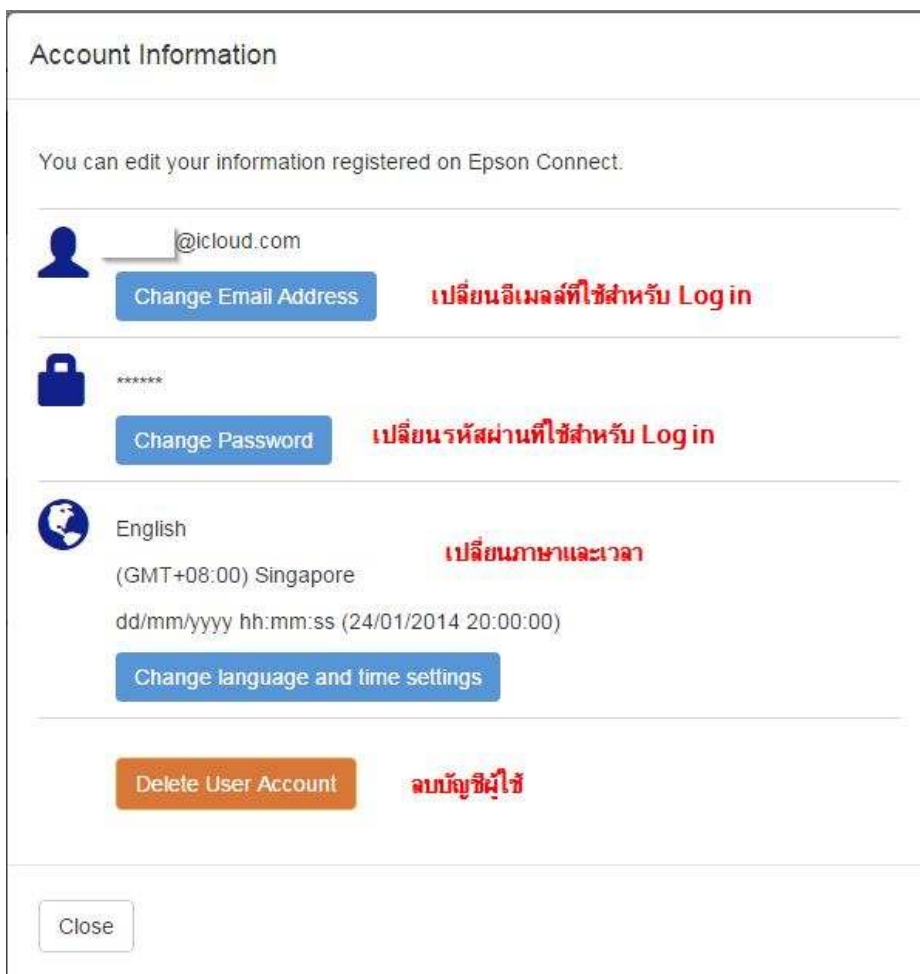 Account Information
You can edit your information registered on Epson Connect.
@icloud.com
Change Email Address เปลี่ยนอีเมลล์ที่ใช้สำหรับ Log in
******
Change Password เปลี่ยนรหัสผ่านที่ใช้สำหรับ Log in
English
เปลี่ยนภาษาและเวลา
(GMT+08:00) Singapore
dd/mm/yyyy hh:mm:ss (24/01/2014 20:00:00)
Change language and time settings
Delete User Account ลบบัญชีผู้ใช้
Close